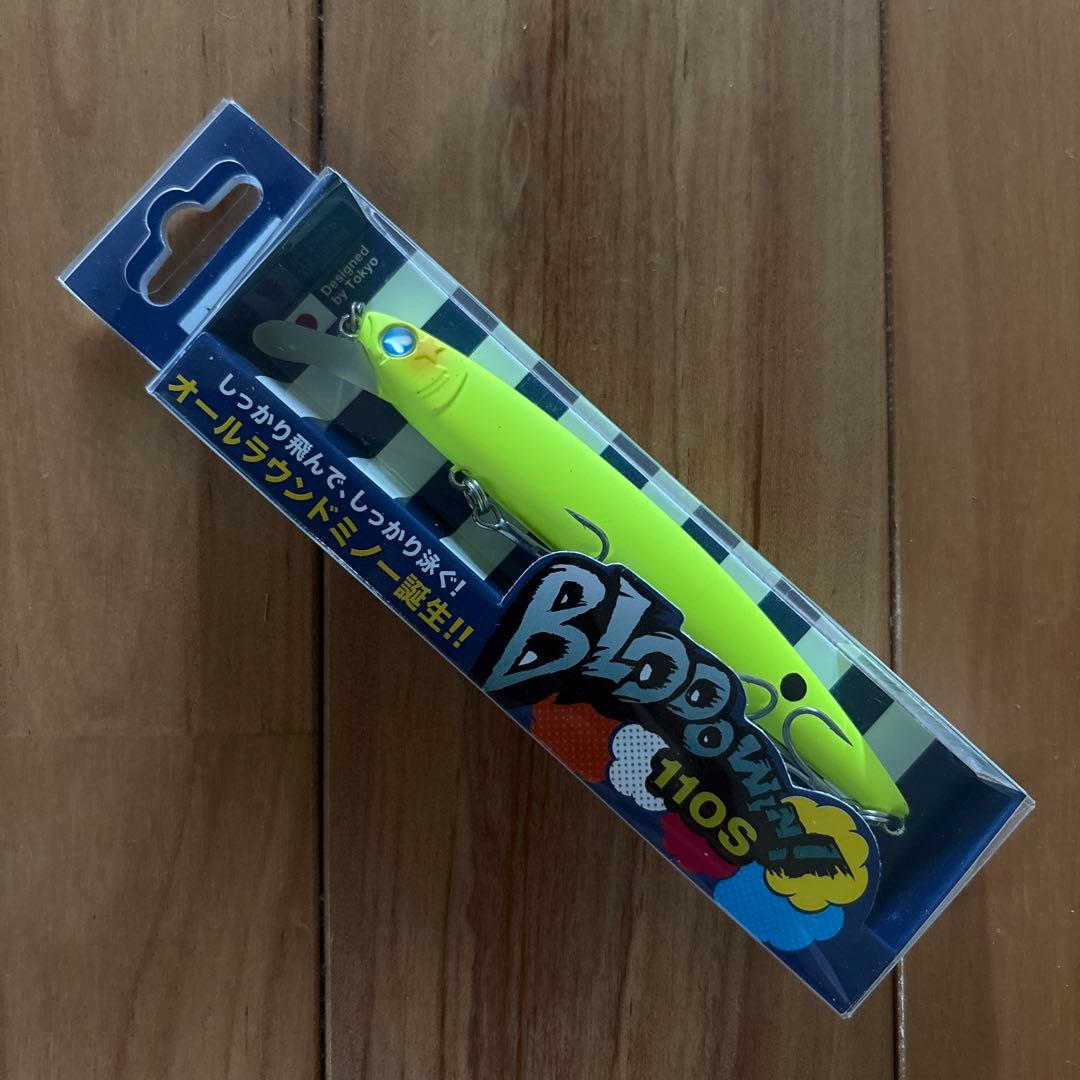 Designed
by Tokyo
しっかり飛んで、しっかり泳ぐ!
オールラウンドミノー誕生!!
BLOOOWIN!!
110S